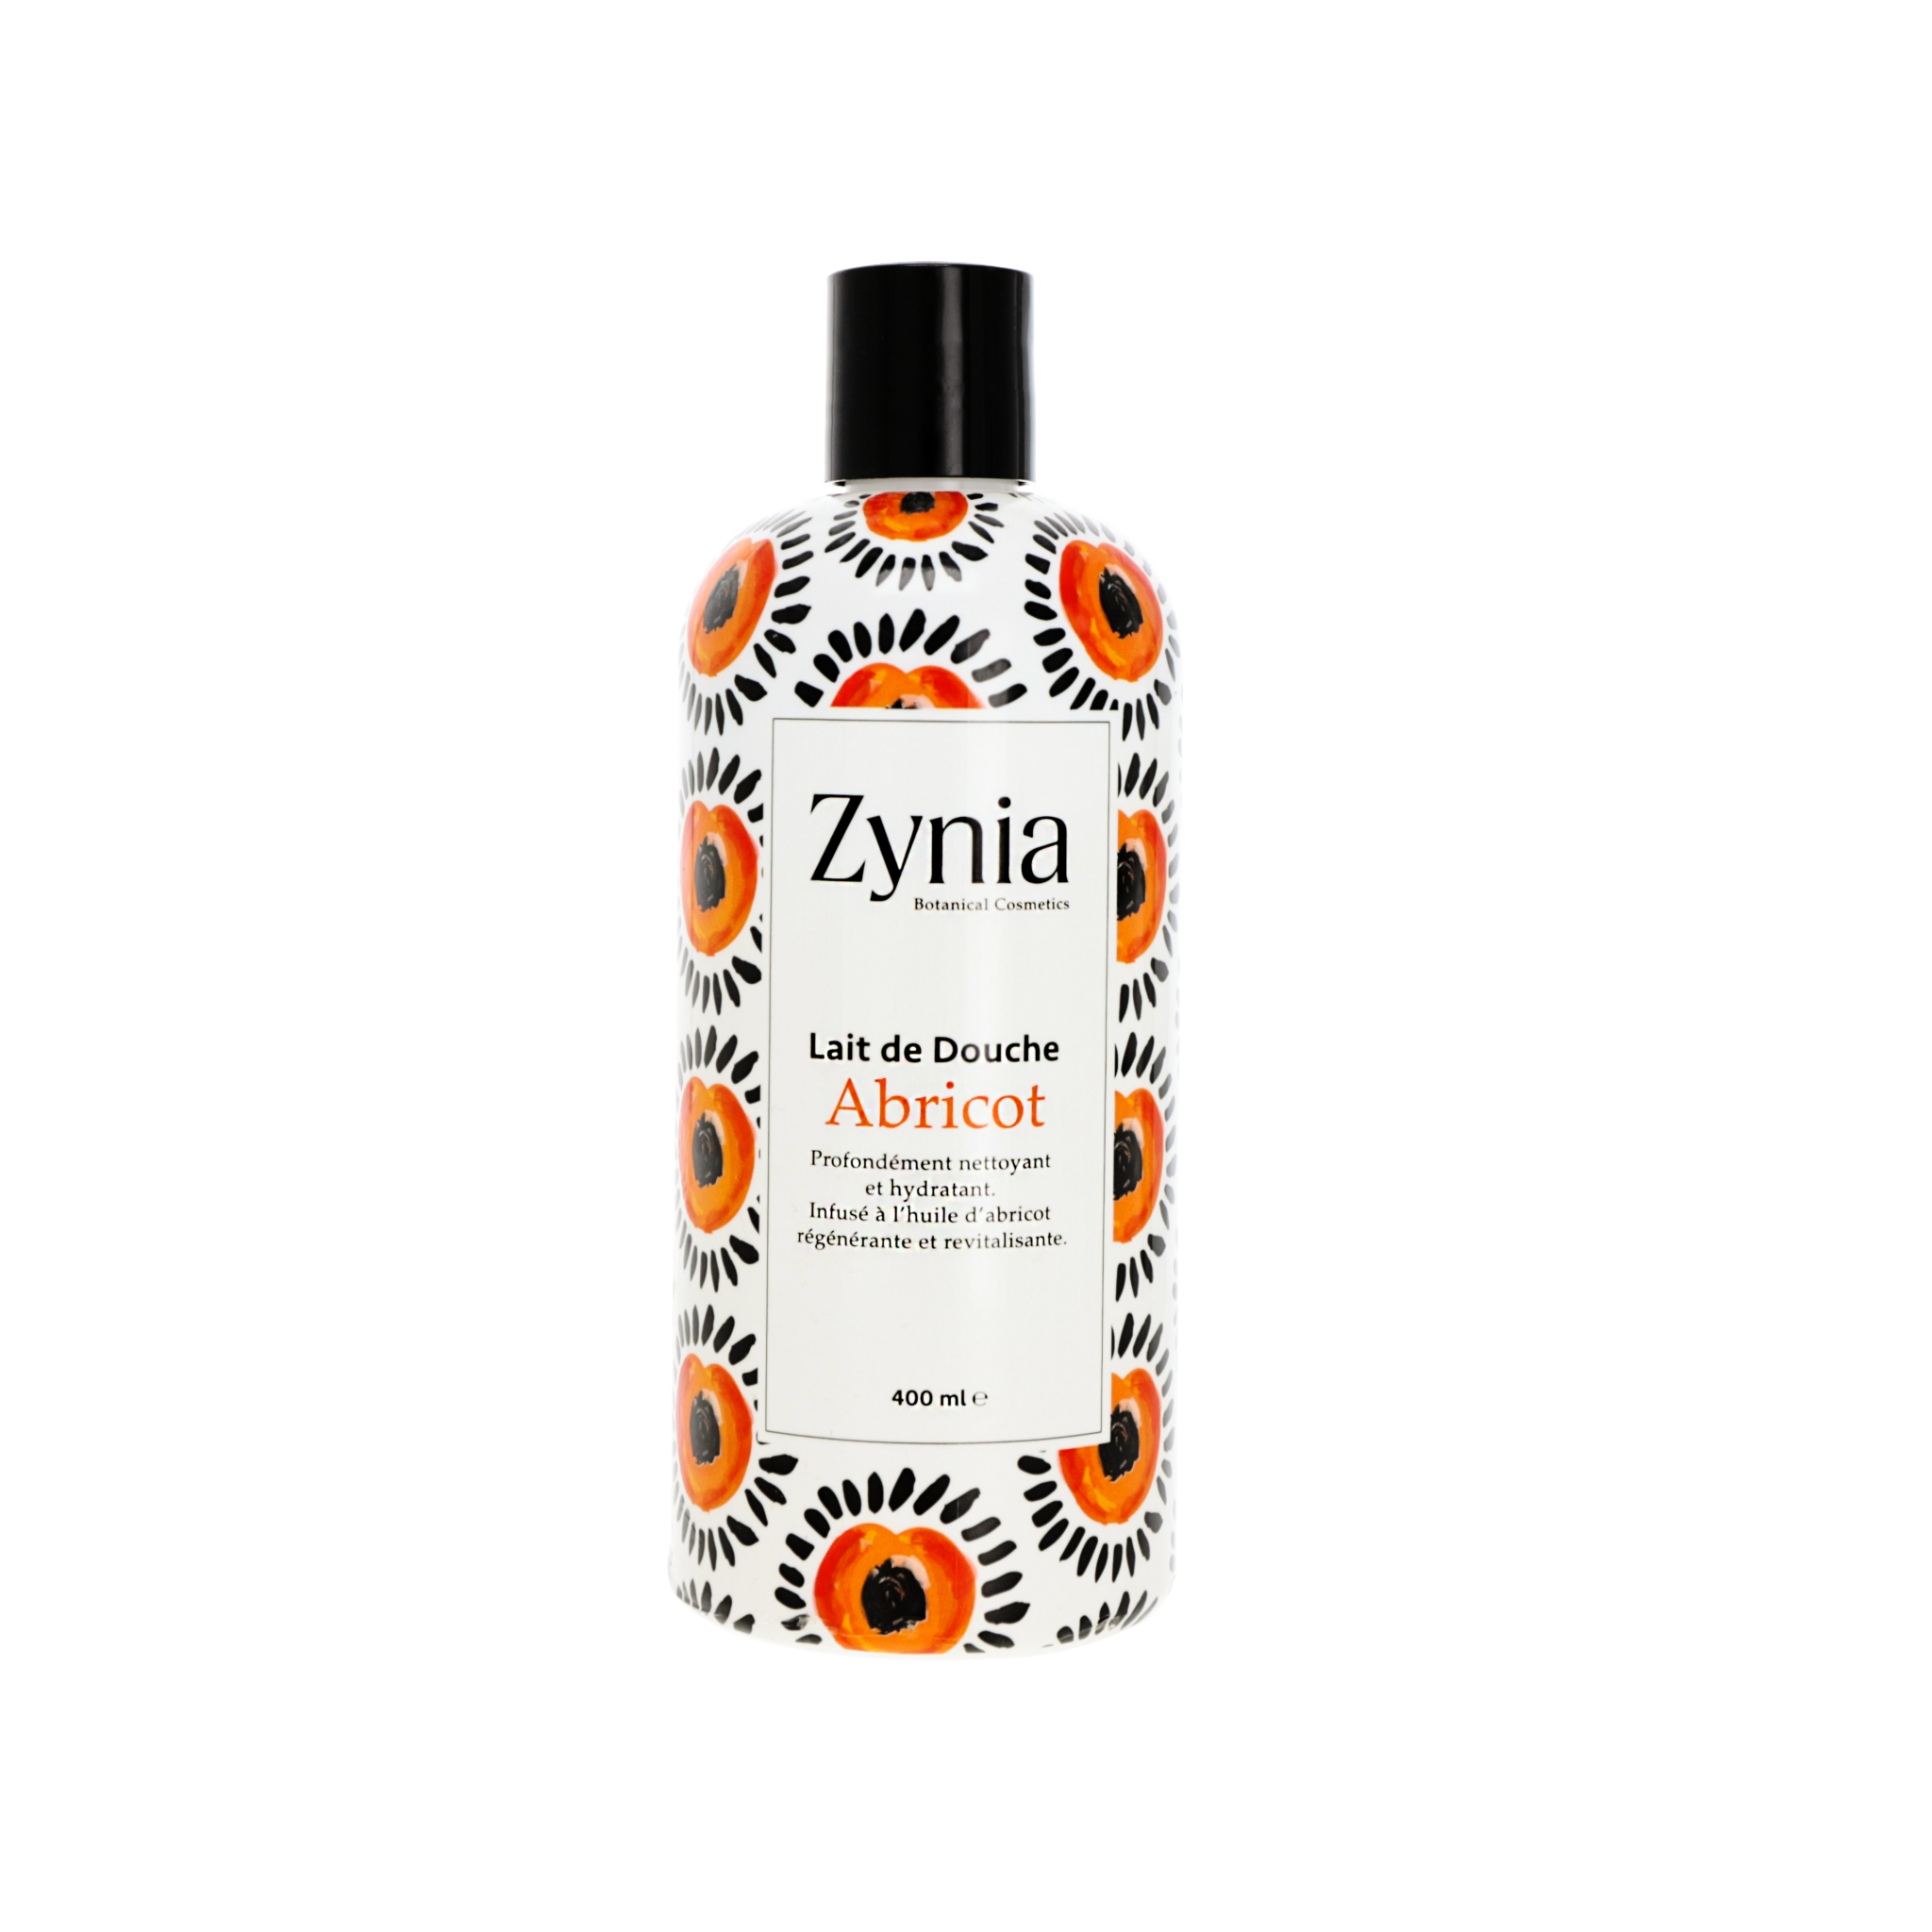 Zynia
Botanical Cosmetics
Lait de Douche
Abricot
Profondément nettoyant
et hydratant.
Infusé à l'huile d'abricot
régénérante et revitalisante.
400 ml ℮